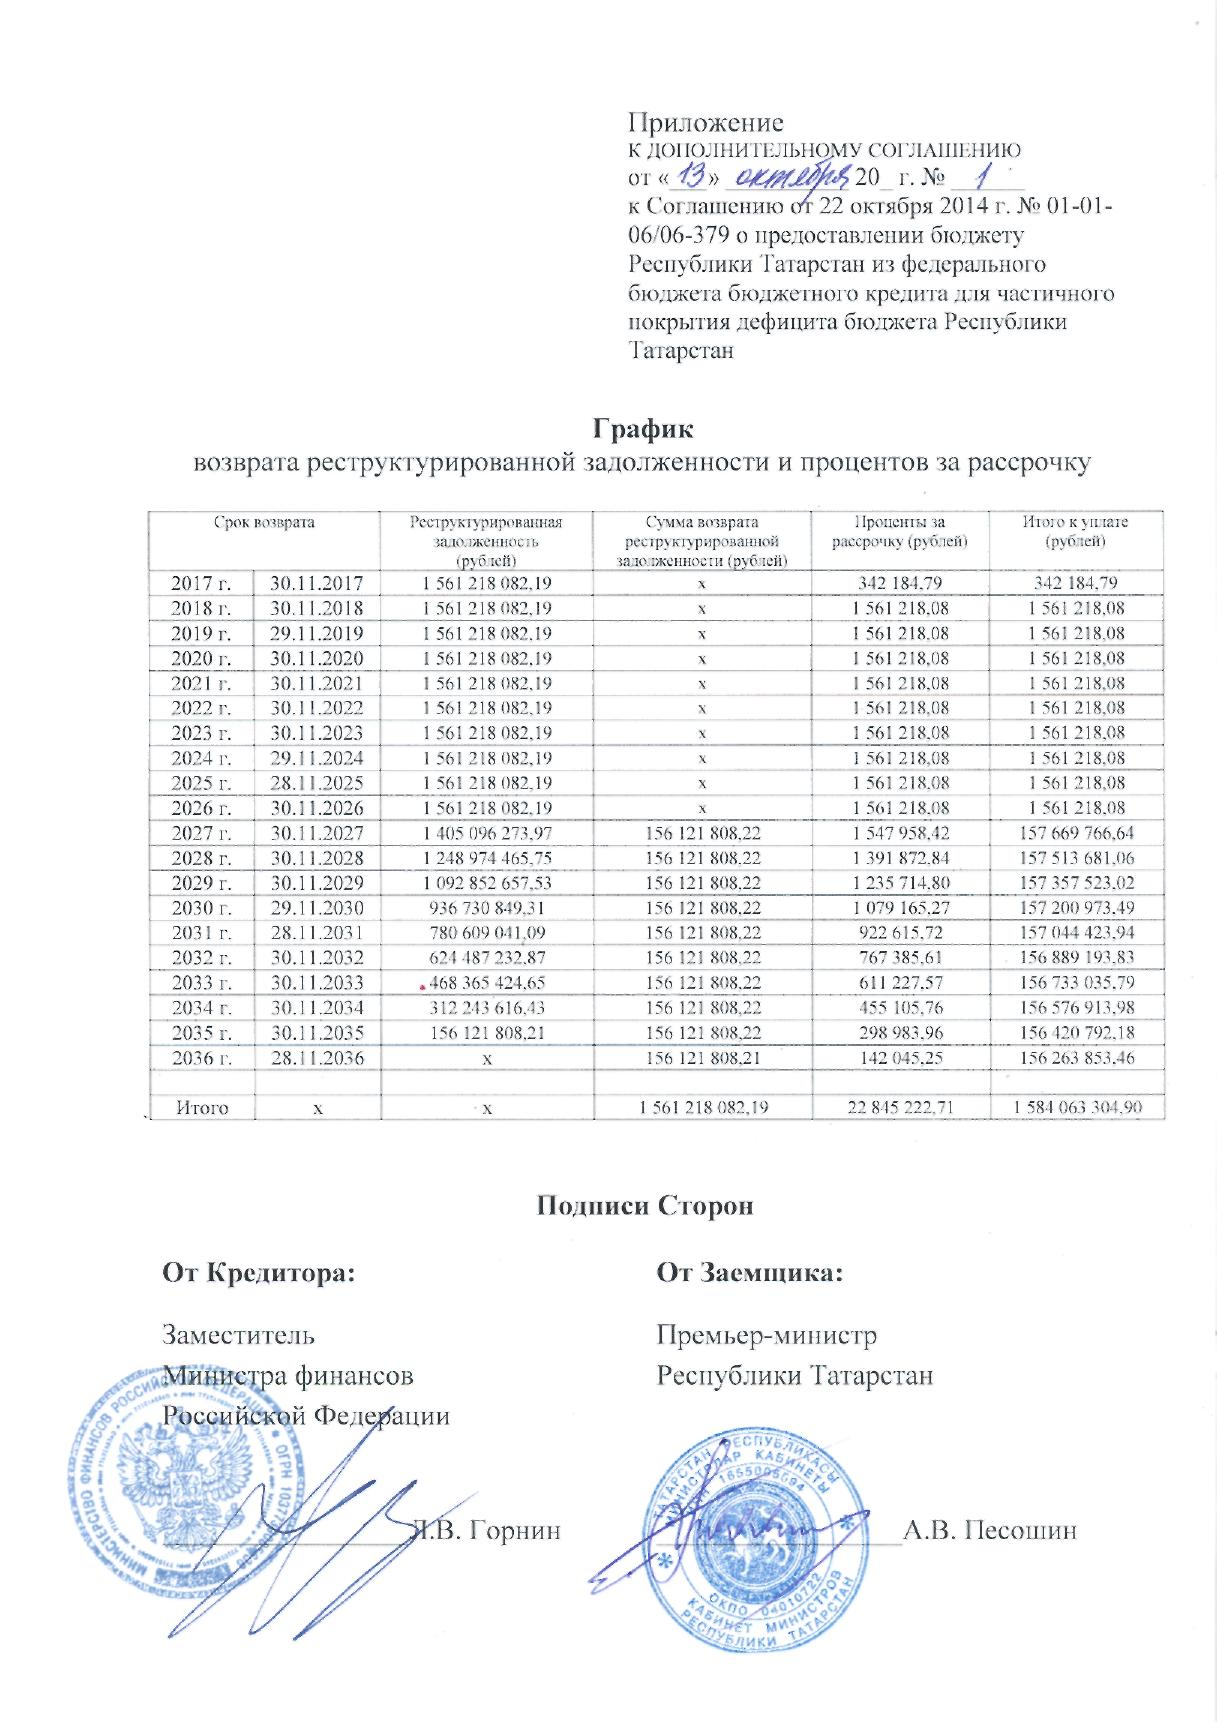 Приложение
К ДОПОЛНИТЕЛЬНОМУ СОГЛАШЕНИЮ
от «13» октября 20_ г. № 1
к Соглашению от 22 октября 2014 г. № 01-01-
06/06-379 о предоставлении бюджету
Республики Татарстан из федерального
бюджета бюджетного кредита для частичного
покрытия дефицита бюджета Республики
Татарстан
График
возврата реструктурированной задолженности и процентов за рассрочку
Срок возврата Реструктурированная задолженность (рублей) Сумма возврата реструктурированной задолженности (рублей) Проценты за рассрочку (рублей) Итого к уплате (рублей)
2017 г. 30.11.2017 1 561 218 082,19 х 342 184,79 342 184,79
2018 г. 30.11.2018 1 561 218 082,19 х 1 561 218,08 1 561 218,08
2019 г. 29.11.2019 1 561 218 082,19 х 1 561 218,08 1 561 218,08
2020 г. 30.11.2020 1 561 218 082,19 х 1 561 218,08 1 561 218,08
2021 г. 30.11.2021 1 561 218 082,19 х 1 561 218,08 1 561 218,08
2022 г. 30.11.2022 1 561 218 082,19 х 1 561 218,08 1 561 218,08
2023 г. 30.11.2023 1 561 218 082,19 х 1 561 218,08 1 561 218,08
2024 г. 29.11.2024 1 561 218 082,19 х 1 561 218,08 1 561 218,08
2025 г. 28.11.2025 1 561 218 082,19 х 1 561 218,08 1 561 218,08
2026 г. 30.11.2026 1 561 218 082,19 х 1 561 218,08 1 561 218,08
2027 г. 30.11.2027 1 405 096 273,97 156 121 808,22 1 547 958,42 157 669 766,64
2028 г. 30.11.2028 1 248 974 465,75 156 121 808,22 1 391 872,84 157 513 681,06
2029 г. 30.11.2029 1 092 852 657,53 156 121 808,22 1 235 714,80 157 357 523,02
2030 г. 29.11.2030 936 730 849,31 156 121 808,22 1 079 165,27 157 200 973,49
2031 г. 28.11.2031 780 609 041,09 156 121 808,22 922 615,72 157 044 423,94
2032 г. 30.11.2032 624 487 232,87 156 121 808,22 767 385,61 156 889 193,83
2033 г. 30.11.2033 468 365 424,65 156 121 808,22 611 227,57 156 733 035,79
2034 г. 30.11.2034 312 243 616,43 156 121 808,22 455 105,76 156 576 913,98
2035 г. 30.11.2035 156 121 808,21 156 121 808,22 298 983,96 156 420 792,18
2036 г. 28.11.2036 х 156 121 808,21 142 045,25 156 263 853,46
Итого х х 1 561 218 082,19 22 845 222,71 1 584 063 304,90
Подписи Сторон
От Кредитора: От Заемщика:
Заместитель Премьер-министр
Министра финансов Республики Татарстан
Российской Федерации
Л.В. Горнин А.В. Песошин
МИНИСТЕРСТВО ФИНАНСОВ РОССИЙСКОЙ ФЕДЕРАЦИИ
ТАТАРСТАН РЕСПУБЛИКАСЫ
МИНИСТРЛАР КАБИНЕТЫ
ОКПО 04010722
КАБИНЕТ МИНИСТРОВ
РЕСПУБЛИКИ ТАТАРСТАН